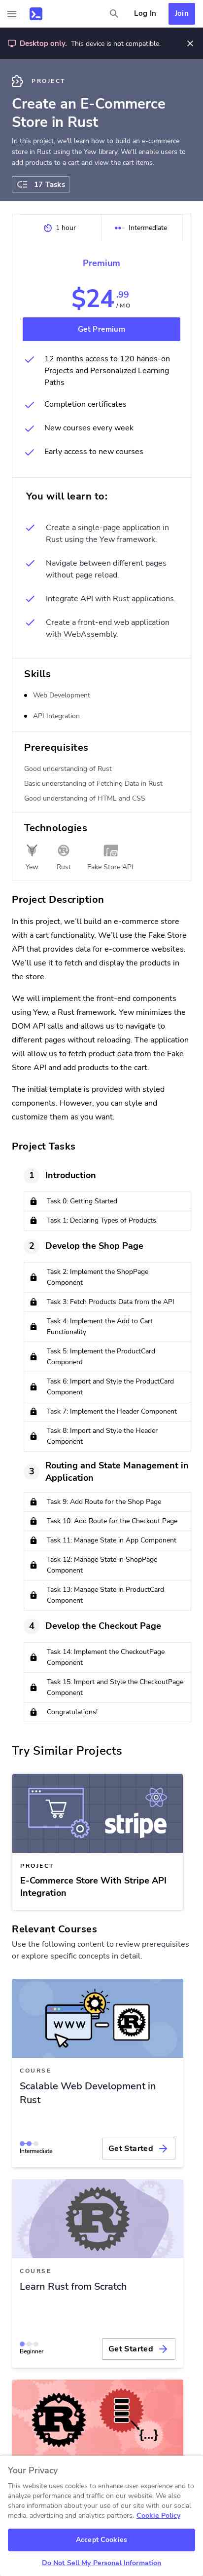 Log In
Join
Desktop only. This device is not compatible.
PROJECT
Create an E-Commerce
Store in Rust
In this project, we'll learn how to build an e-commerce
store in Rust using the Yew library. We'll enable users to
add products to a cart and view the cart items.
17 Tasks
1 hour
Intermediate
Premium
$24.99
/MO
Get Premium
12 months access to 120 hands-on
Projects and Personalized Learning
Paths
Completion certificates
New courses every week
Early access to new courses
You will learn to:
Create a single-page application in
Rust using the Yew framework.
Navigate between different pages
without page reload.
Integrate API with Rust applications.
Create a front-end web application
with WebAssembly.
Skills
Web Development
API Integration
Prerequisites
Good understanding of Rust
Basic understanding of Fetching Data in Rust
Good understanding of HTML and CSS
Technologies
Yew
Rust
Fake Store API
Project Description
In this project, we’ll build an e-commerce store
with a cart functionality. We’ll use the Fake Store
API that provides data for e-commerce websites.
We’ll use it to fetch and display the products in
the store.
We will implement the front-end components
using Yew, a Rust framework. Yew minimizes the
DOM API calls and allows us to navigate to
different pages without reloading. The application
will allow us to fetch product data from the Fake
Store API and add products to the cart.
The initial template is provided with styled
components. However, you can style and
customize them as you want.
Project Tasks
1
Introduction
Task 0: Getting Started
Task 1: Declaring Types of Products
2
Develop the Shop Page
Task 2: Implement the ShopPage
Component
Task 3: Fetch Products Data from the API
Task 4: Implement the Add to Cart
Functionality
Task 5: Implement the ProductCard
Component
Task 6: Import and Style the ProductCard
Component
Task 7: Implement the Header Component
Task 8: Import and Style the Header
Component
3
Routing and State Management in
Application
Task 9: Add Route for the Shop Page
Task 10: Add Route for the Checkout Page
Task 11: Manage State in App Component
Task 12: Manage State in ShopPage
Component
Task 13: Manage State in ProductCard
Component
4
Develop the Checkout Page
Task 14: Implement the CheckoutPage
Component
Task 15: Import and Style the CheckoutPage
Component
Congratulations!
Try Similar Projects
stripe
PROJECT
E-Commerce Store With Stripe API
Integration
Relevant Courses
Use the following content to review prerequisites
or explore specific concepts in detail.
WWW
R
COURSE
Scalable Web Development in
Rust
Intermediate
Get Started
R
COURSE
Learn Rust from Scratch
Beginner
Get Started
R
{...}
Your Privacy
This website uses cookies to enhance user experience and to
analyze performance and traffic on our website. We also
share information about your use of our site with our social
media, advertising and analytics partners. Cookie Policy
Accept Cookies
Do Not Sell My Personal Information